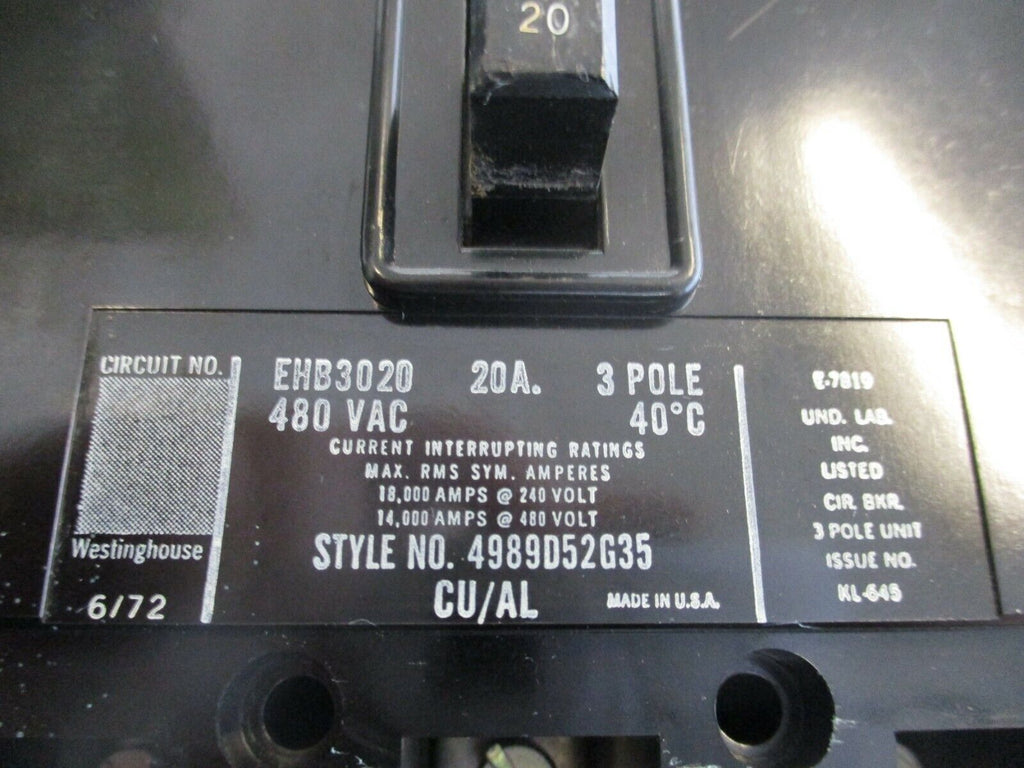 20
CIRCUIT NO.
Westinghouse
6/72
EHB3020 20A. 3 POLE
480 VAC 40°C
CURRENT INTERRUPTING RATINGS
MAX. RMS SYM. AMPERES
18,000 AMPS @ 240 VOLT
14,000 AMPS @ 480 VOLT
STYLE NO. 4989D52G35
CU/AL MADE IN U.S.A.
E-7819
UND. LAB.
INC.
LISTED
CIR. BKR.
3 POLE UNIT
ISSUE NO.
KL-645